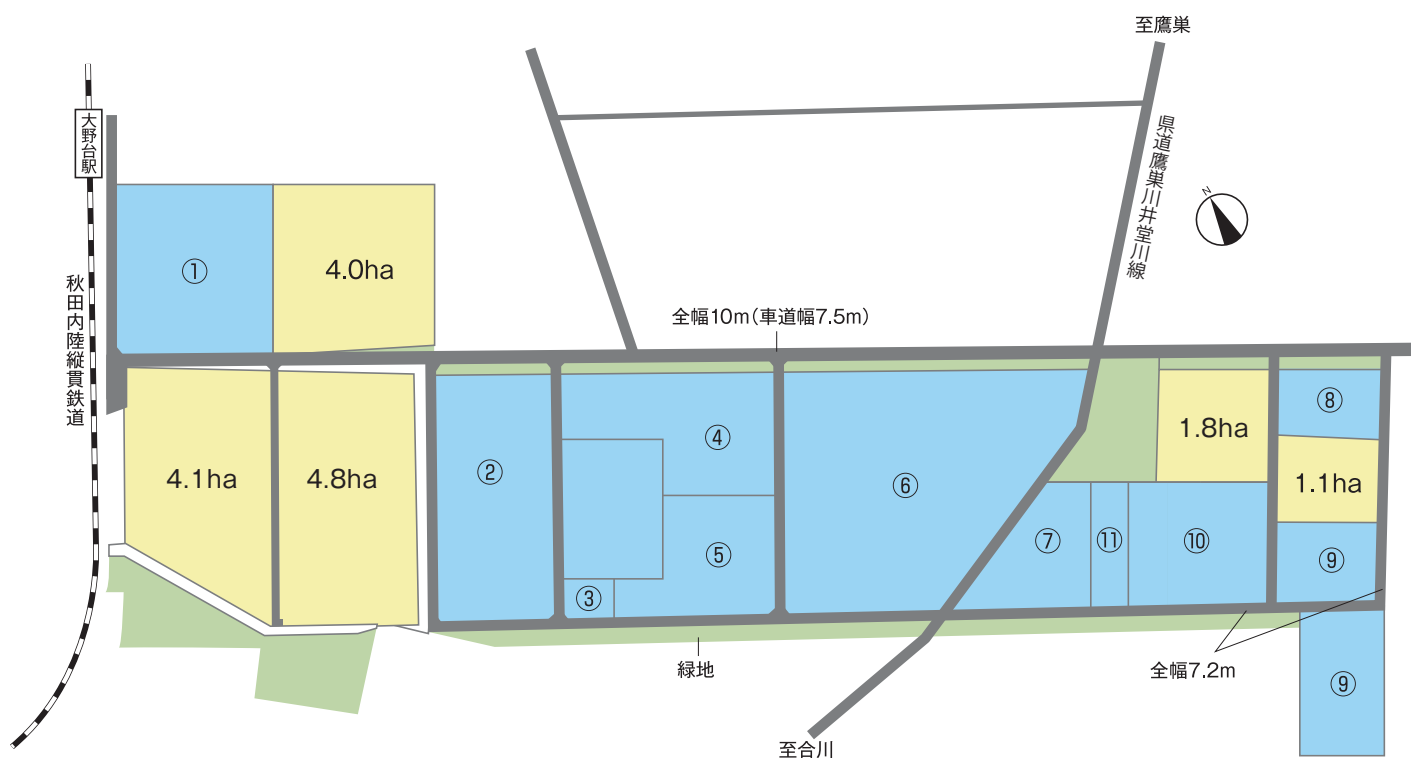 至鷹巣
大野台駅
県道鷹巣川井堂川線
N
①
4.0ha
秋田内陸縦貫鉄道
全幅10m(車道幅7.5m)
4.1ha
4.8ha
②
④
⑥
1.8ha
⑧
1.1ha
③
⑤
⑦
⑪
⑩
⑨
緑地
全幅7.2m
⑨
至合川